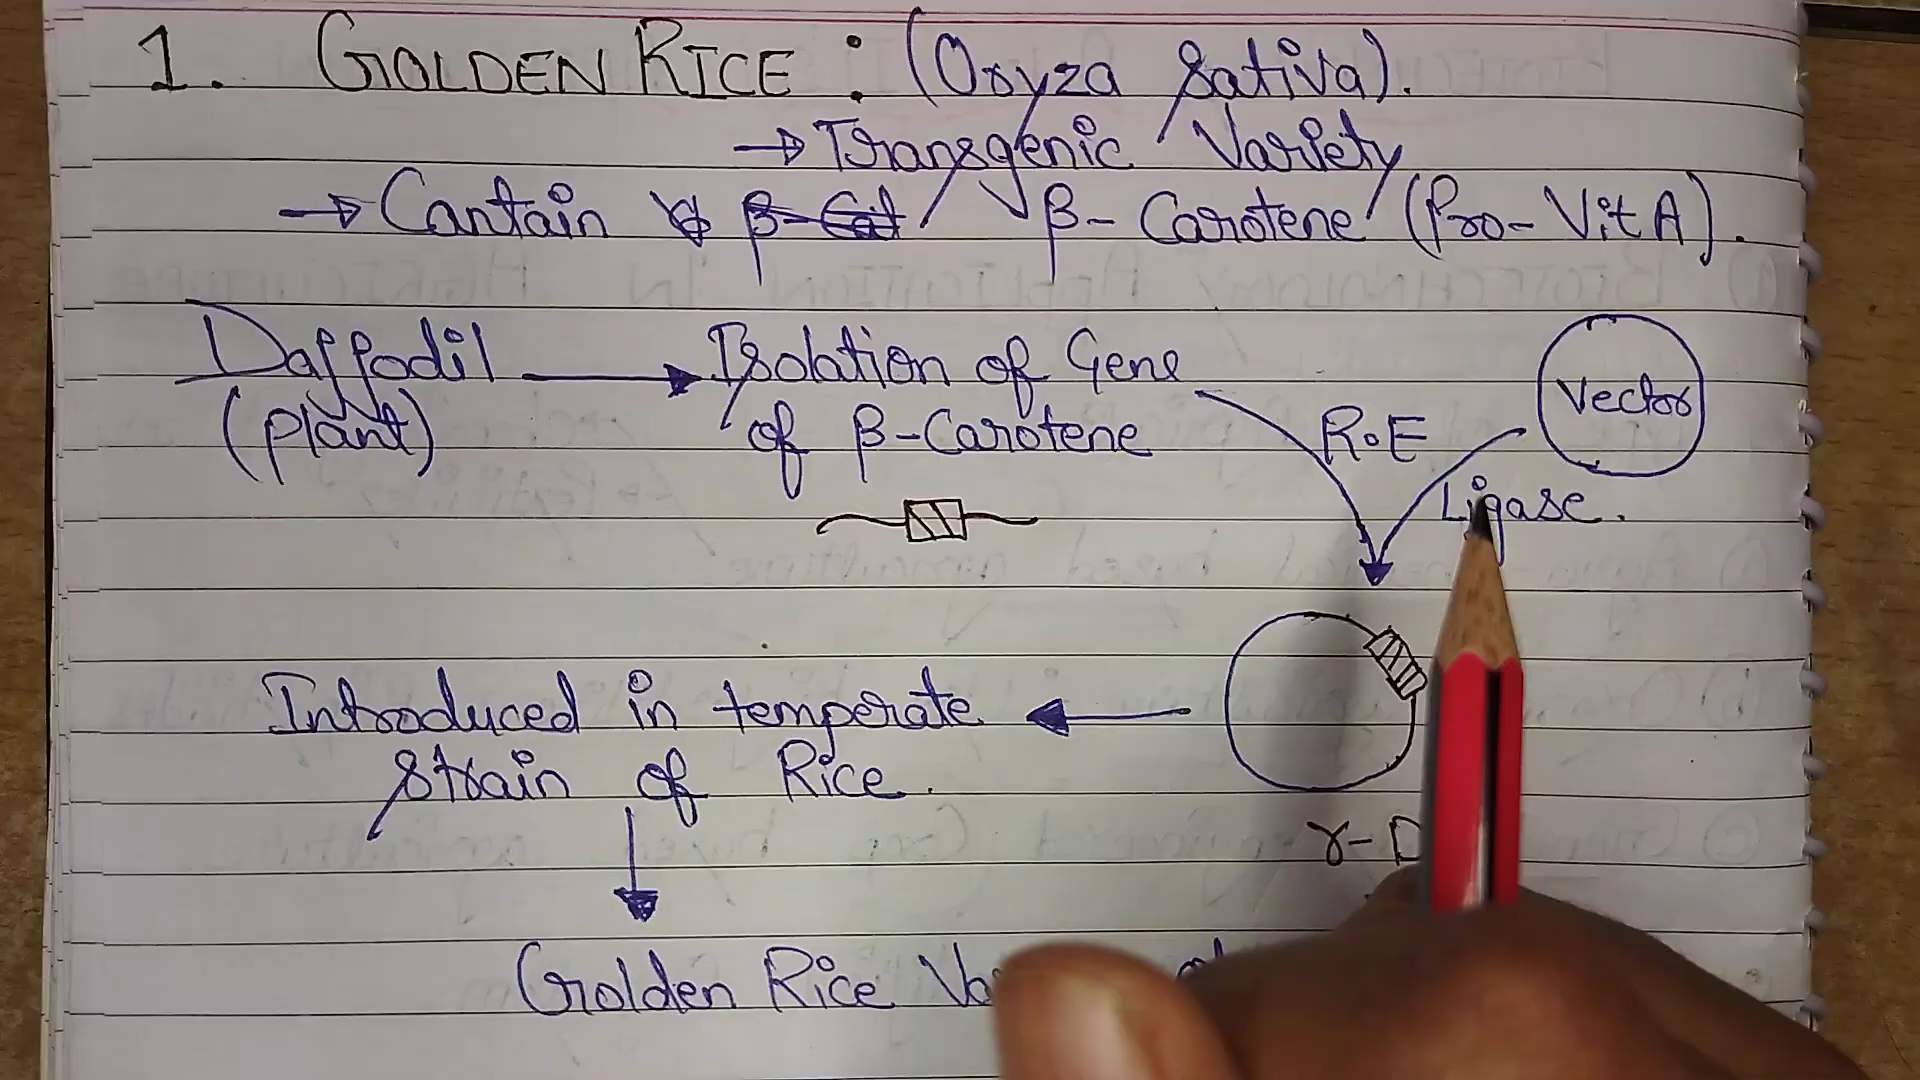 1. GOLDEN RICE : (Oryza Sativa).
→ Transgenic Variety
→ Cantain β- Carotene (Pro-Vit A).
Daffodil → Isolation of Gene
(plant) of β-Carotene
R.E
Vector
Ligase.
Introduced in temperate
strain of Rice.
r-D
Golden Rice